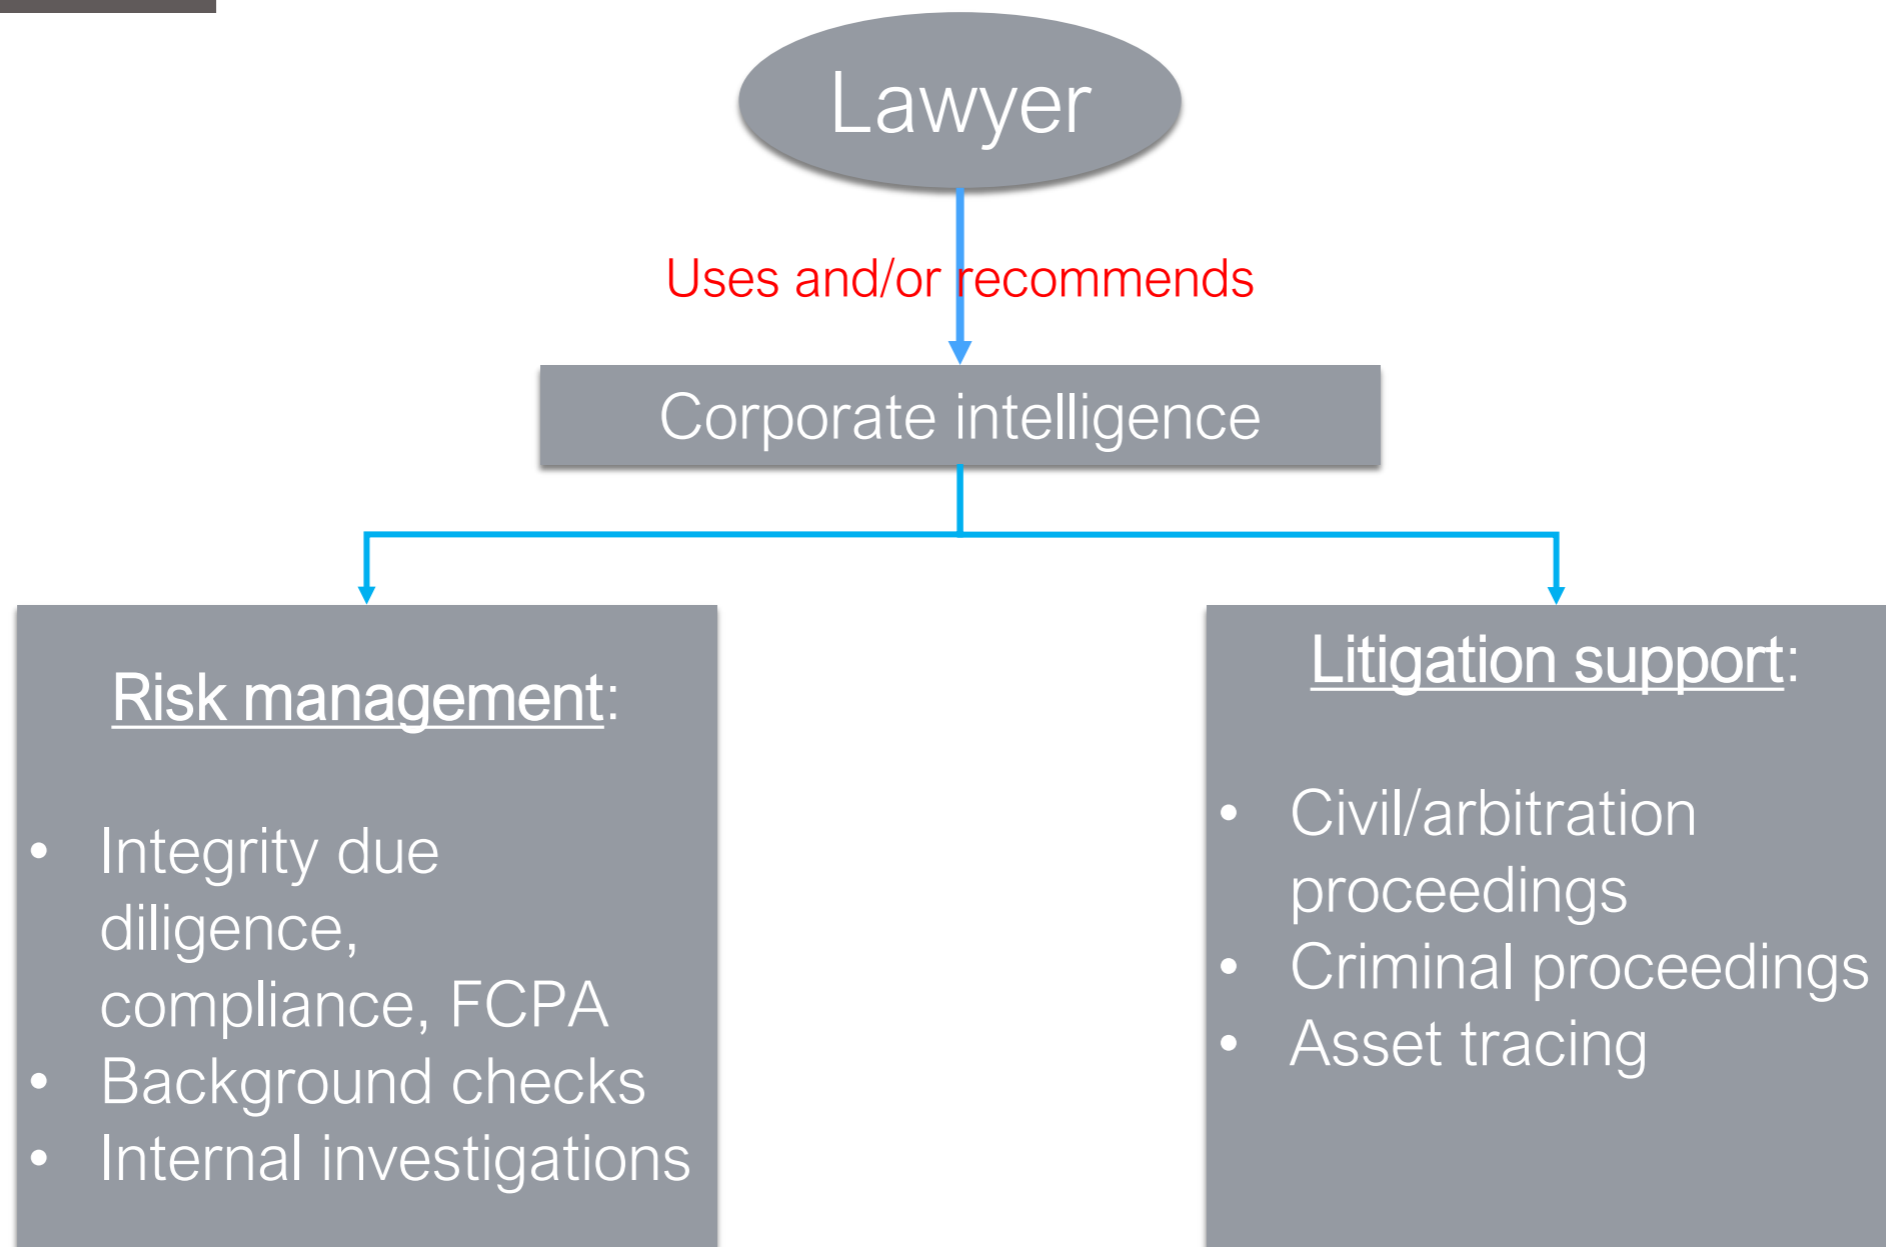 Lawyer
Uses and/or recommends
Corporate intelligence
Risk management:
• Integrity due
diligence,
compliance, FCPA
• Background checks
• Internal investigations
Litigation support:
• Civil/arbitration
proceedings
• Criminal proceedings
• Asset tracing